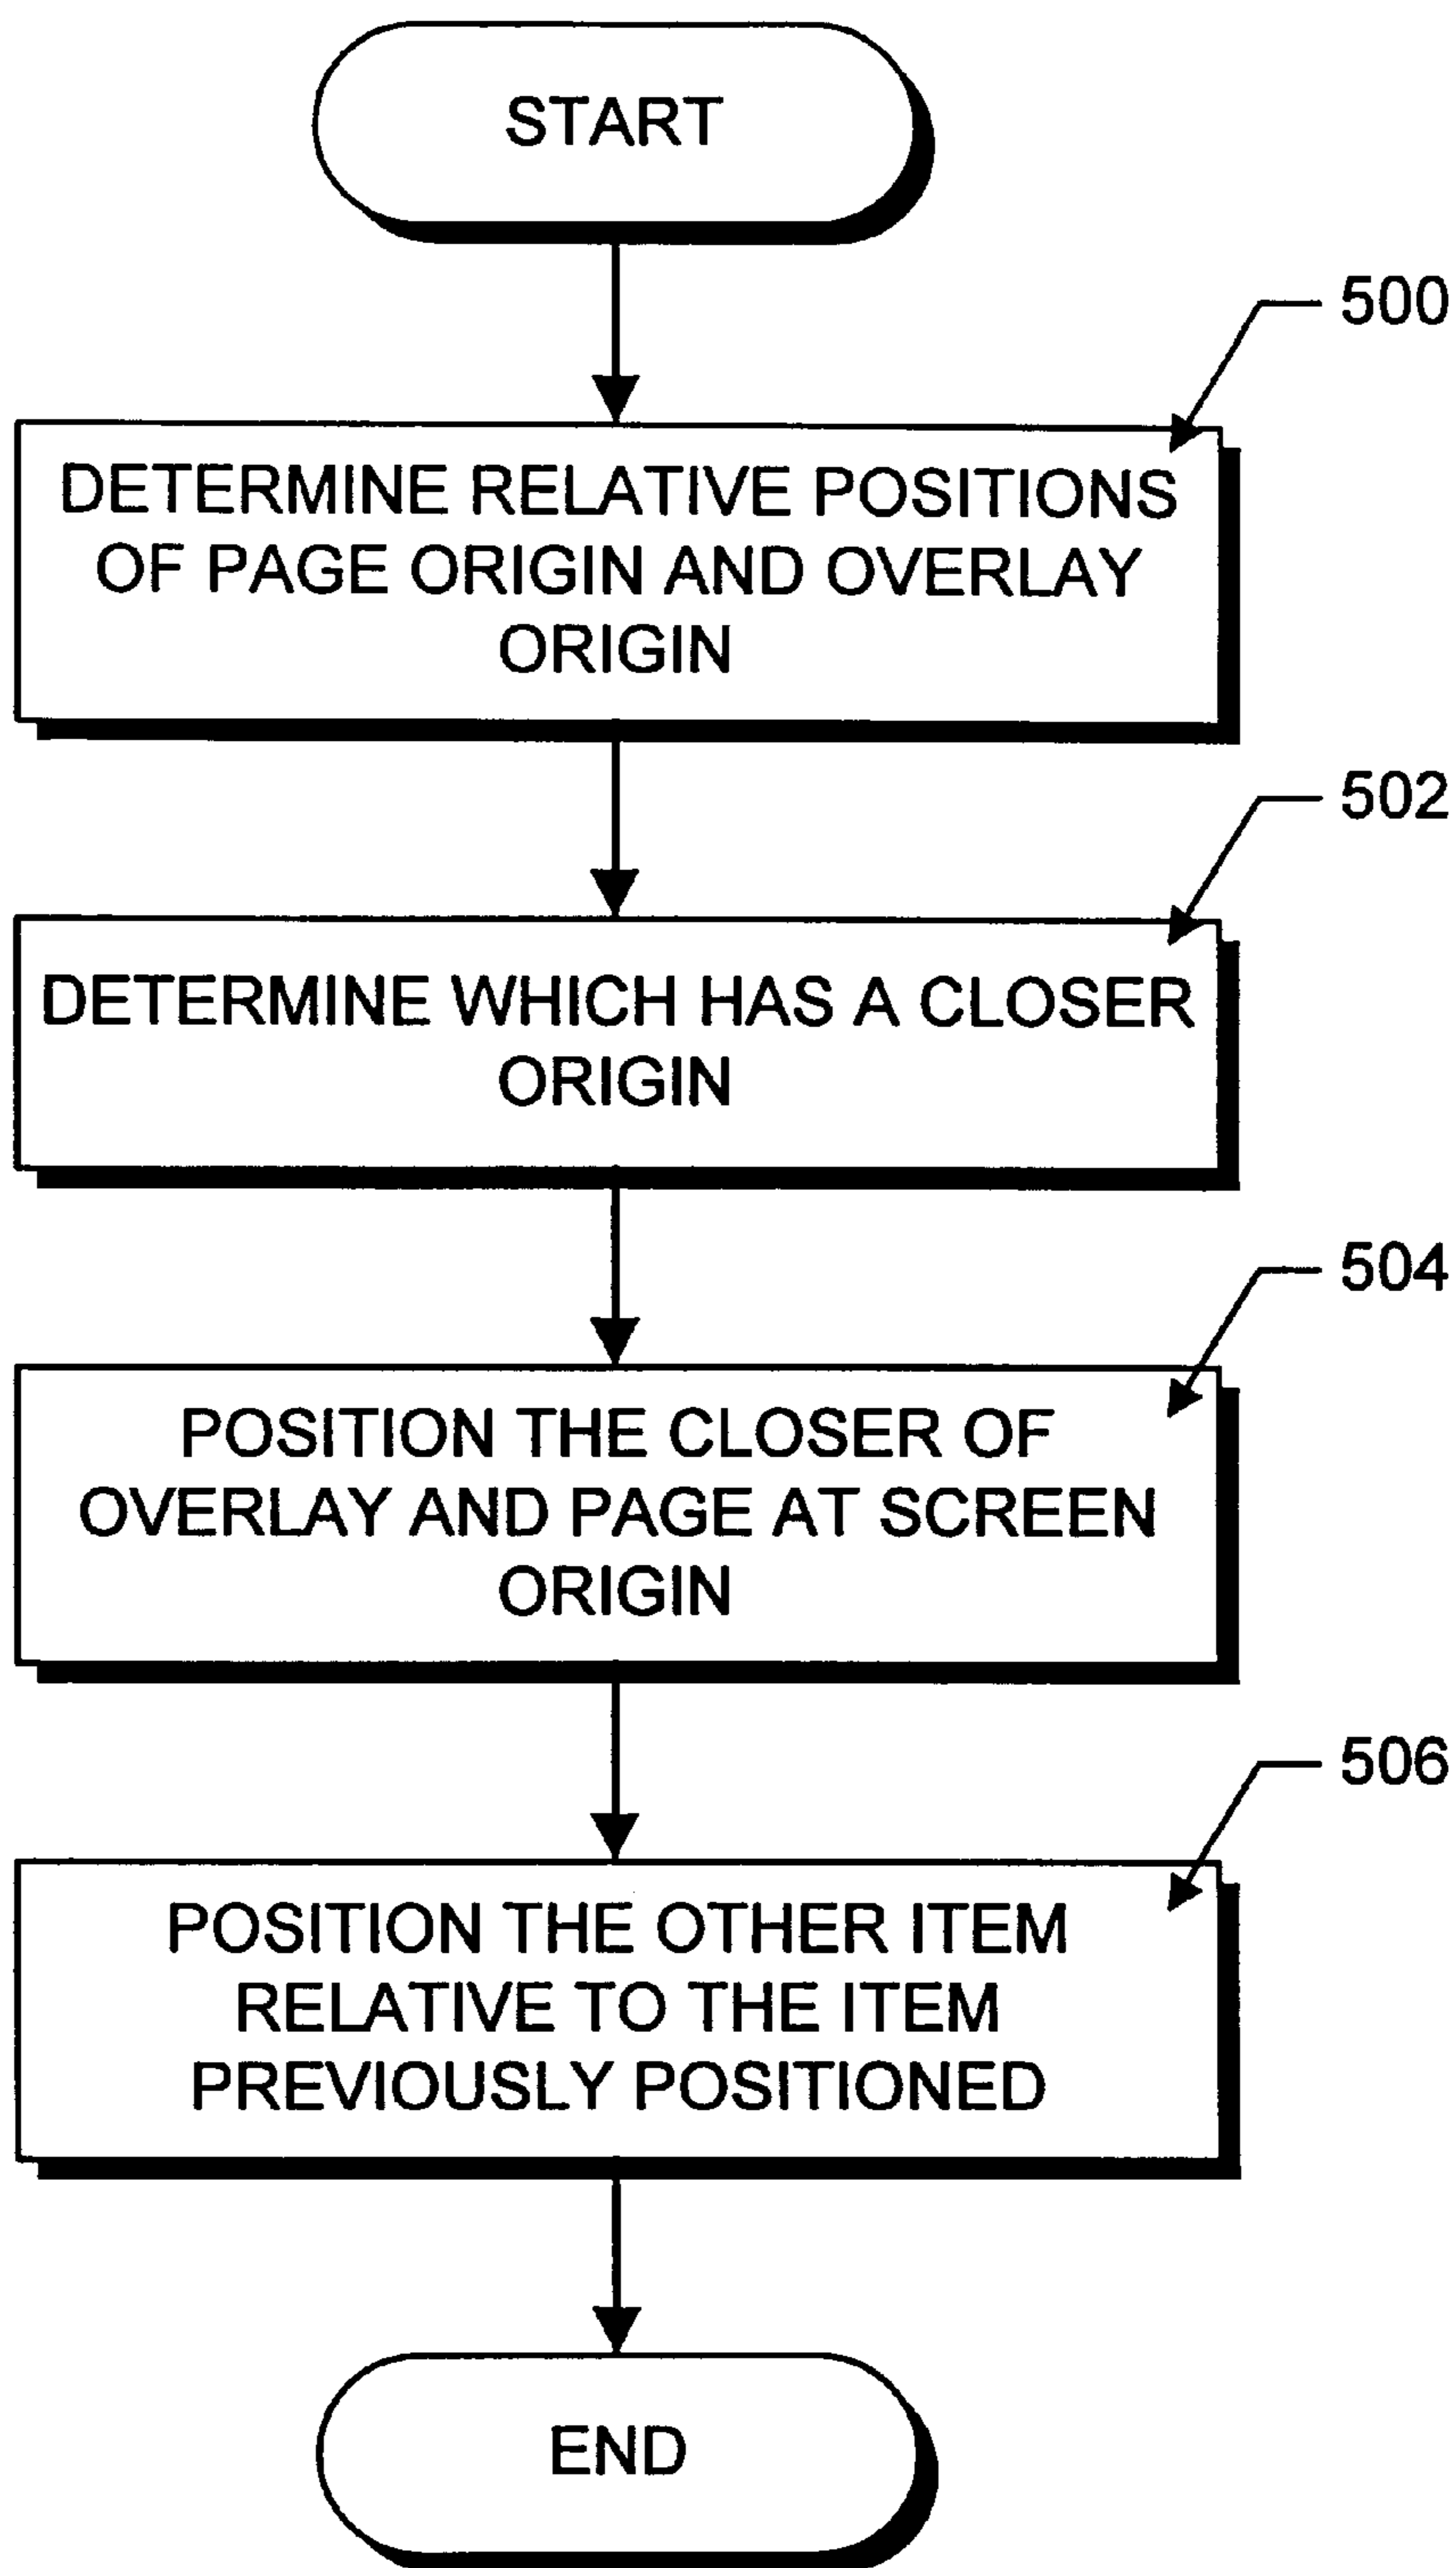 START
500
DETERMINE RELATIVE POSITIONS
OF PAGE ORIGIN AND OVERLAY
ORIGIN
502
DETERMINE WHICH HAS A CLOSER
ORIGIN
504
POSITION THE CLOSER OF
OVERLAY AND PAGE AT SCREEN
ORIGIN
506
POSITION THE OTHER ITEM
RELATIVE TO THE ITEM
PREVIOUSLY POSITIONED
END